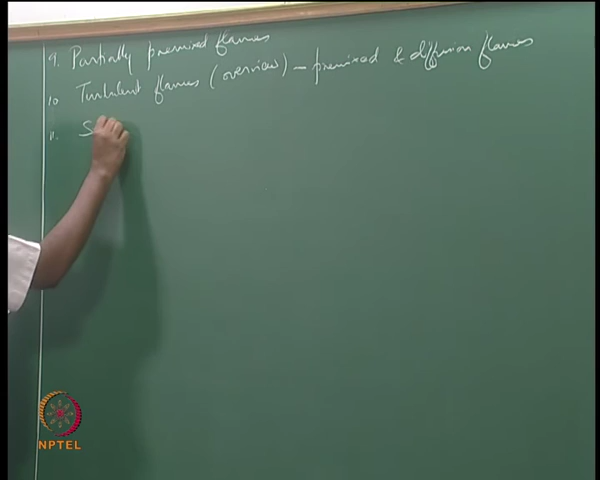 9. Partially premixed flames
10 Turbulent flames (overview) – premixed & diffusion flames
11. S
NPTEL